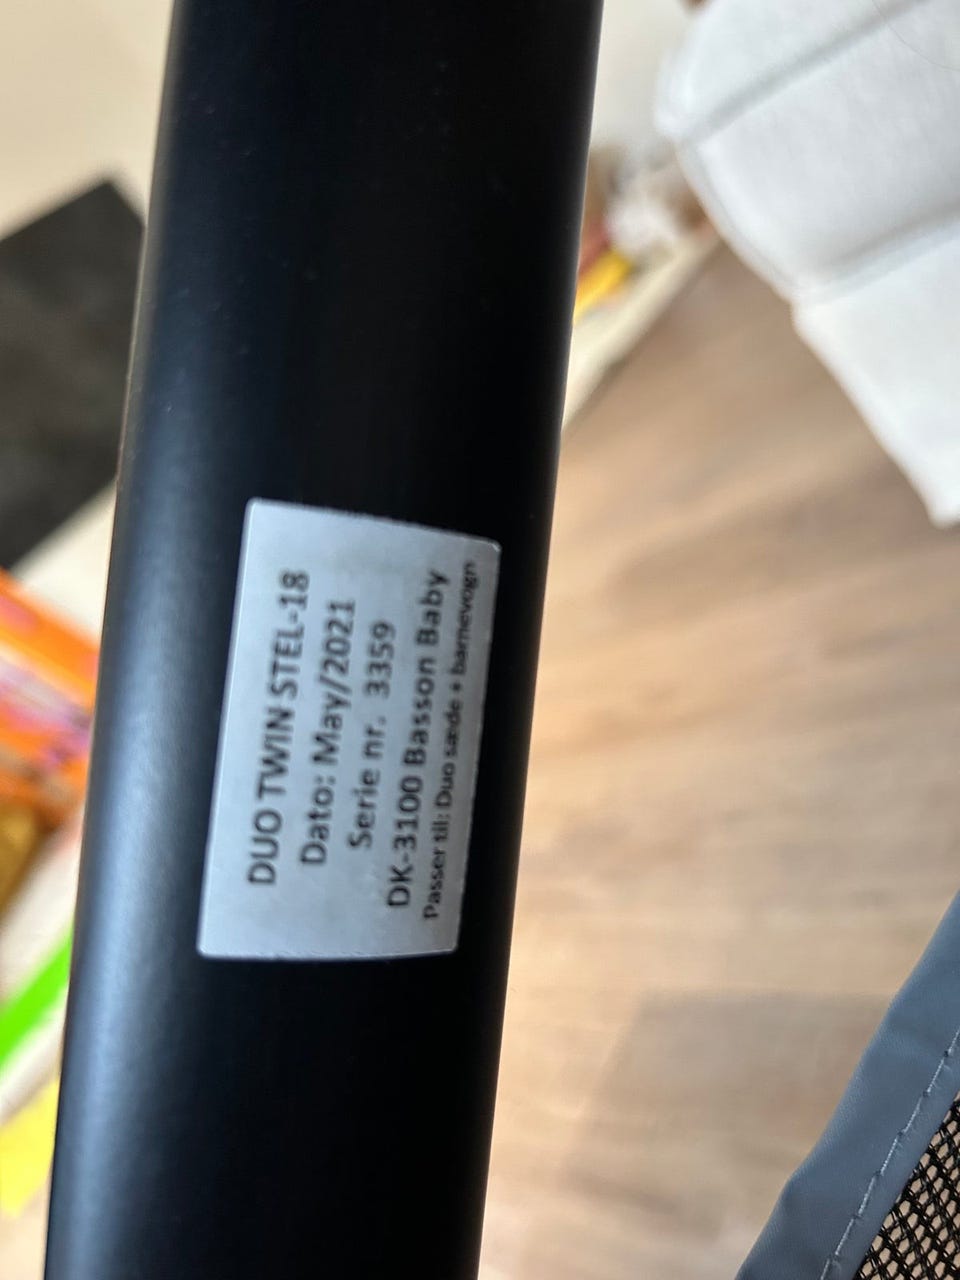 DUO TWIN STEL-18
Dato: May/2021
Serie nr. 3359
DK-3100 Basson Baby
Passer til: Duo sæde + barnevogn